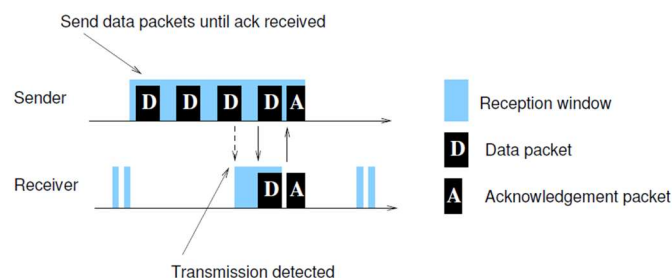 Send data packets until ack received
Sender
D D D D A
Reception window
D Data packet
Receiver
D A
A Acknowledgement packet
Transmission detected